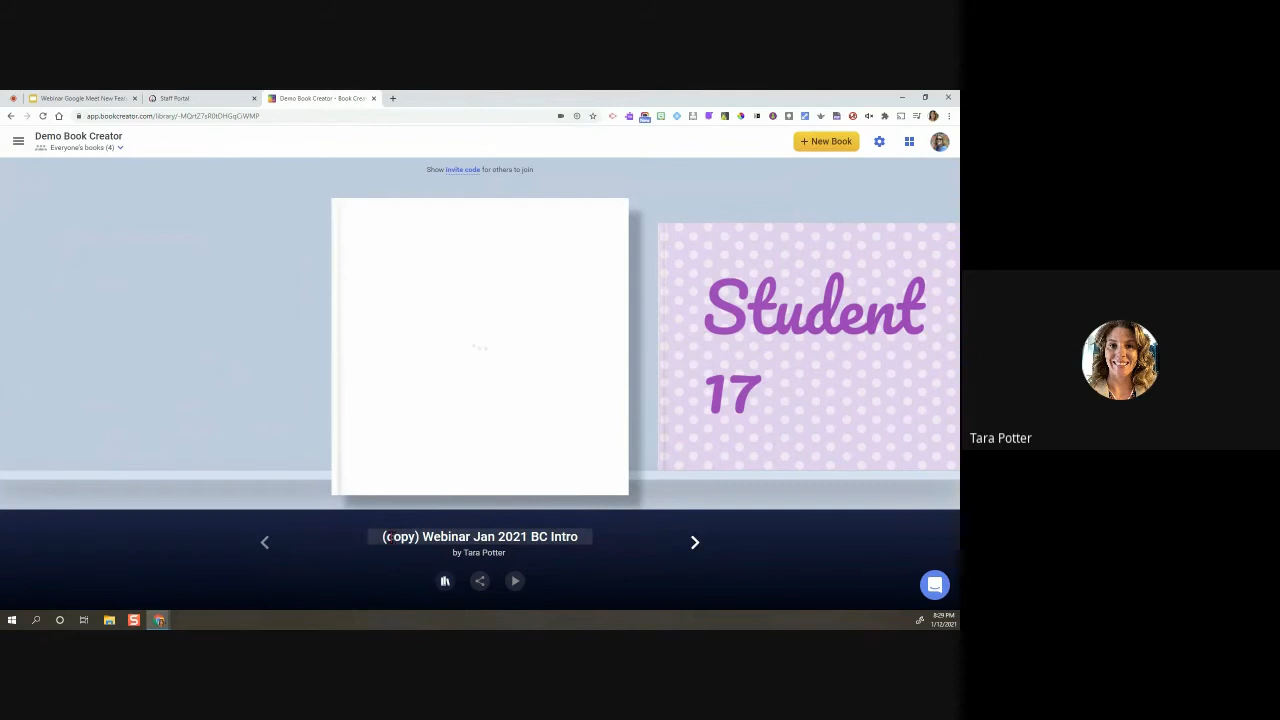 Webinar Google Meet New Feat
Staff Portal
Demo Book Creator - Book Crea
app.bookcreator.com/library/-MQrtZ7sR0tDHGqCiWMP
Demo Book Creator
Everyone's books (4)
+ New Book
Show invite code for others to join
Student
17
(copy) Webinar Jan 2021 BC Intro
by Tara Potter
Tara Potter
8:29 PM
1/12/2021